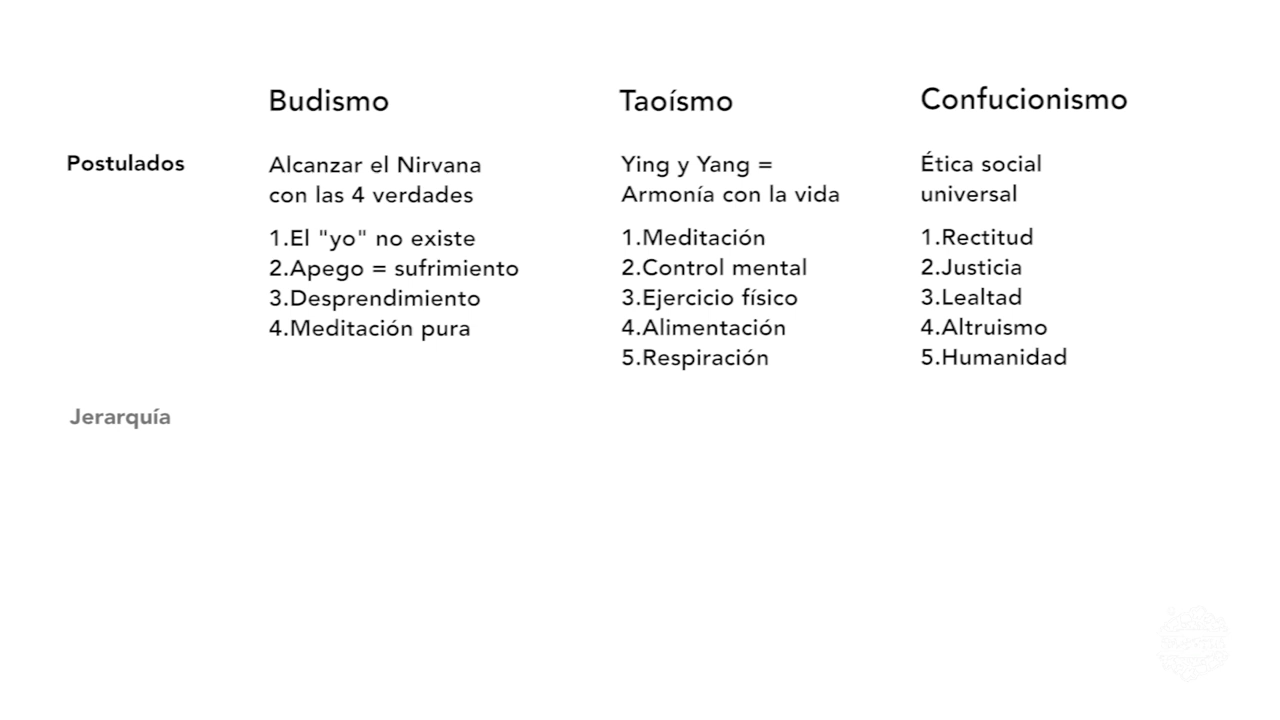 Budismo
Taoísmo
Confucionismo
Postulados
Alcanzar el Nirvana
con las 4 verdades
1.El "yo" no existe
2.Apego = sufrimiento
3.Desprendimiento
4.Meditación pura
Ying y Yang =
Armonía con la vida
1.Meditación
2.Control mental
3.Ejercicio físico
4.Alimentación
5.Respiración
Ética social
universal
1.Rectitud
2.Justicia
3.Lealtad
4.Altruismo
5.Humanidad
Jerarquía